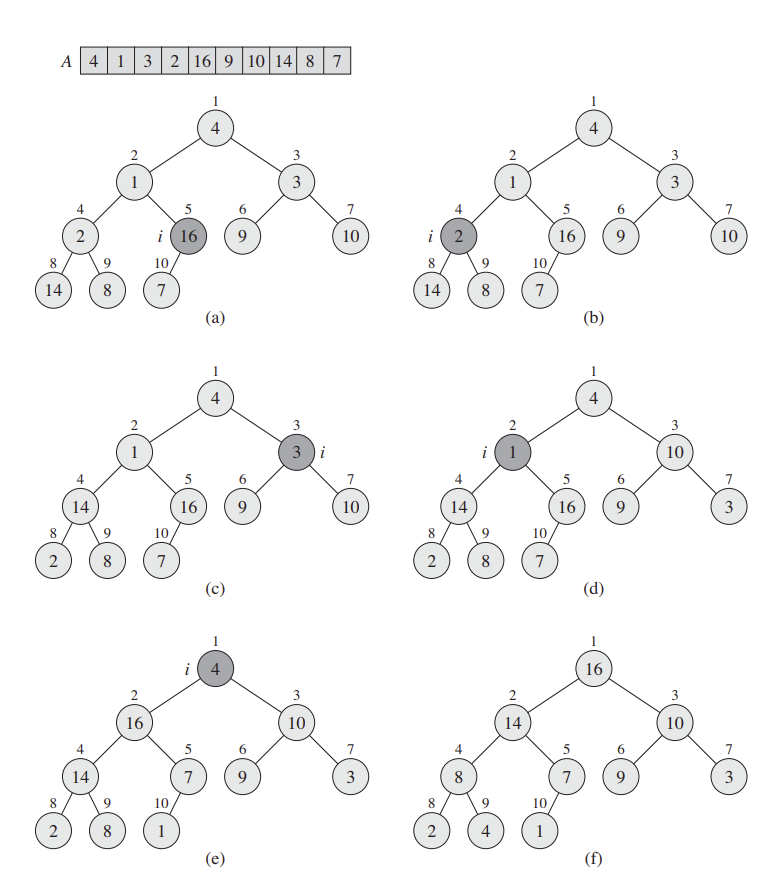 A 4 1 3 2 16 9 10 14 8 7
1 1
4 4
2 3 2 3
1 3 1 3
4 5 6 7 4 5 6 7
2 i 16 9 10 i 2 16 9 10
8 9 10 8 9 10
14 8 7 14 8 7
(a) (b)
1 1
4 4
2 3 2 3
1 3 i i 1 10
4 5 6 7 4 5 6 7
14 16 9 10 14 16 9 3
8 9 10 8 9 10
2 8 7 2 8 7
(c) (d)
1 1
i 4 16
2 3 2 3
16 10 14 10
4 5 6 7 4 5 6 7
14 7 9 3 8 7 9 3
8 9 10 8 9 10
2 8 1 2 4 1
(e) (f)